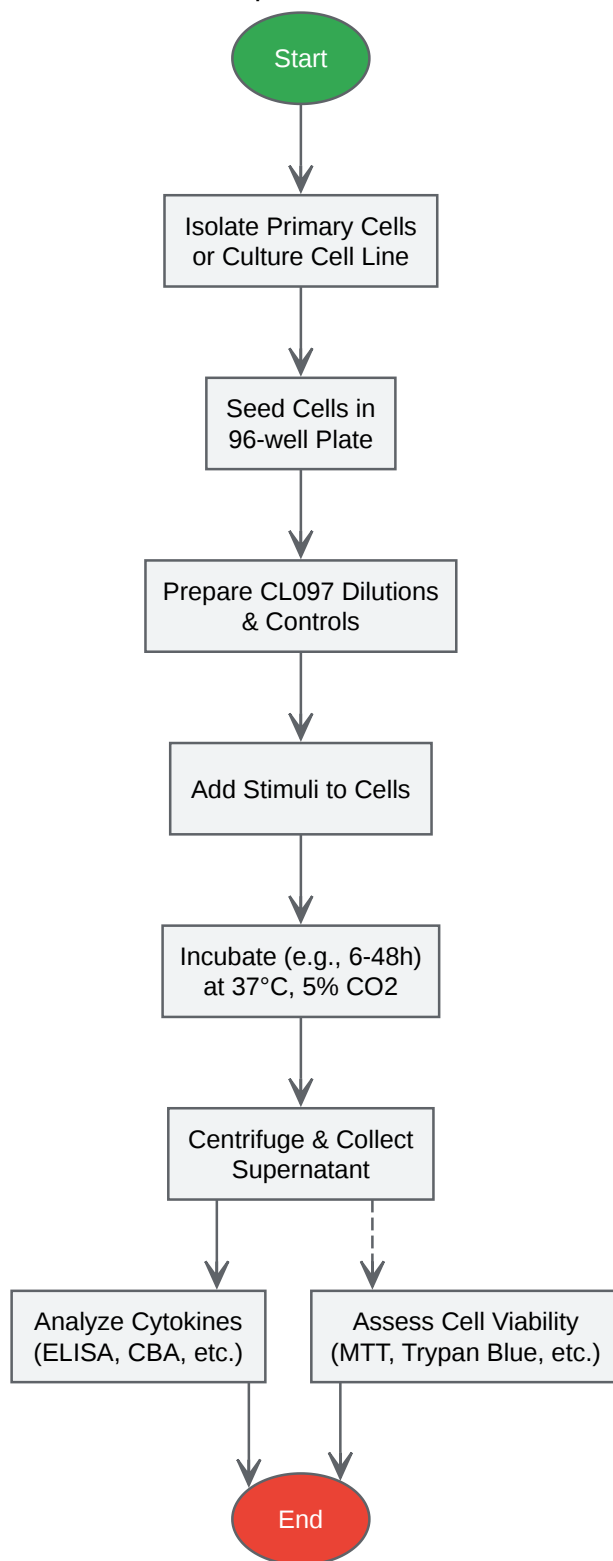 Start
Isolate Primary Cells
or Culture Cell Line
Seed Cells in
96-well Plate
Prepare CL097 Dilutions
& Controls
Add Stimuli to Cells
Incubate (e.g., 6-48h)
at 37°C, 5% CO2
Centrifuge & Collect
Supernatant
Analyze Cytokines
(ELISA, CBA, etc.)
Assess Cell Viability
(MTT, Trypan Blue, etc.)
End